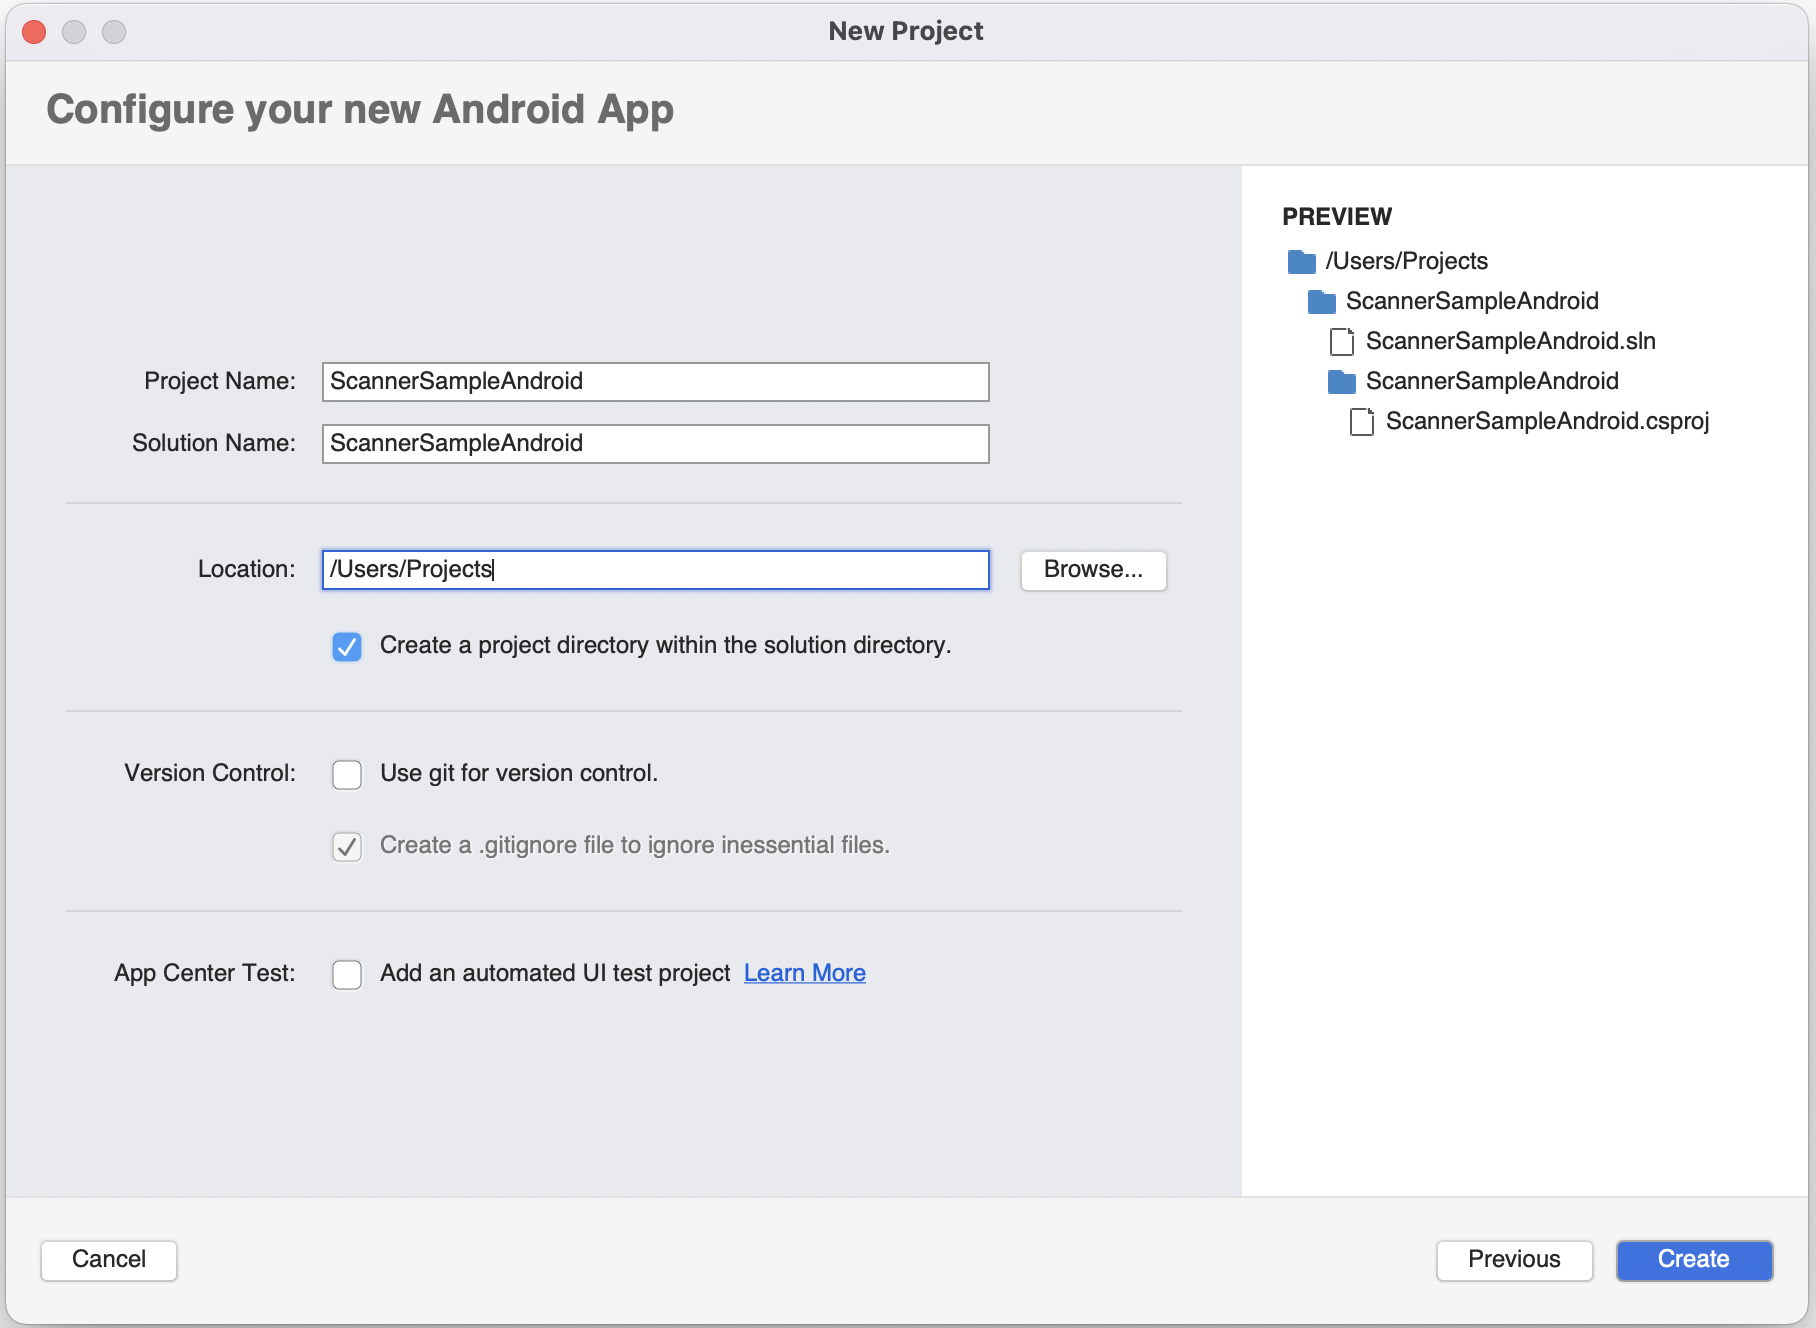 New Project
Configure your new Android App
Project Name: ScannerSampleAndroid
Solution Name: ScannerSampleAndroid
Location: /Users/Projects Browse...
Create a project directory within the solution directory.
Version Control: Use git for version control.
Create a .gitignore file to ignore inessential files.
App Center Test: Add an automated UI test project Learn More
PREVIEW
/Users/Projects
ScannerSampleAndroid
ScannerSampleAndroid.sln
ScannerSampleAndroid
ScannerSampleAndroid.csproj
Cancel Previous Create